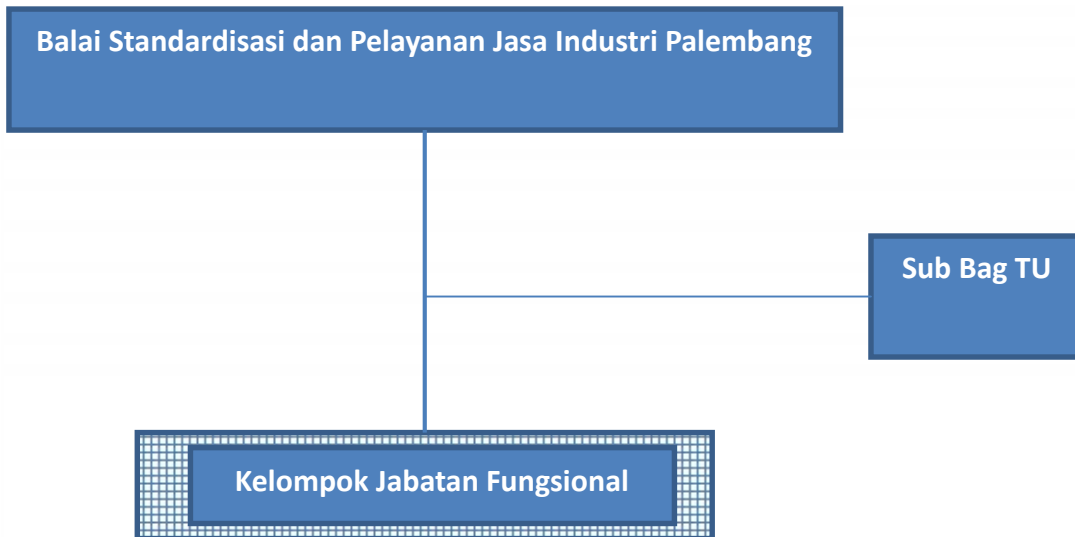 Balai Standardisasi dan Pelayanan Jasa Industri Palembang
Sub Bag TU
Kelompok Jabatan Fungsional